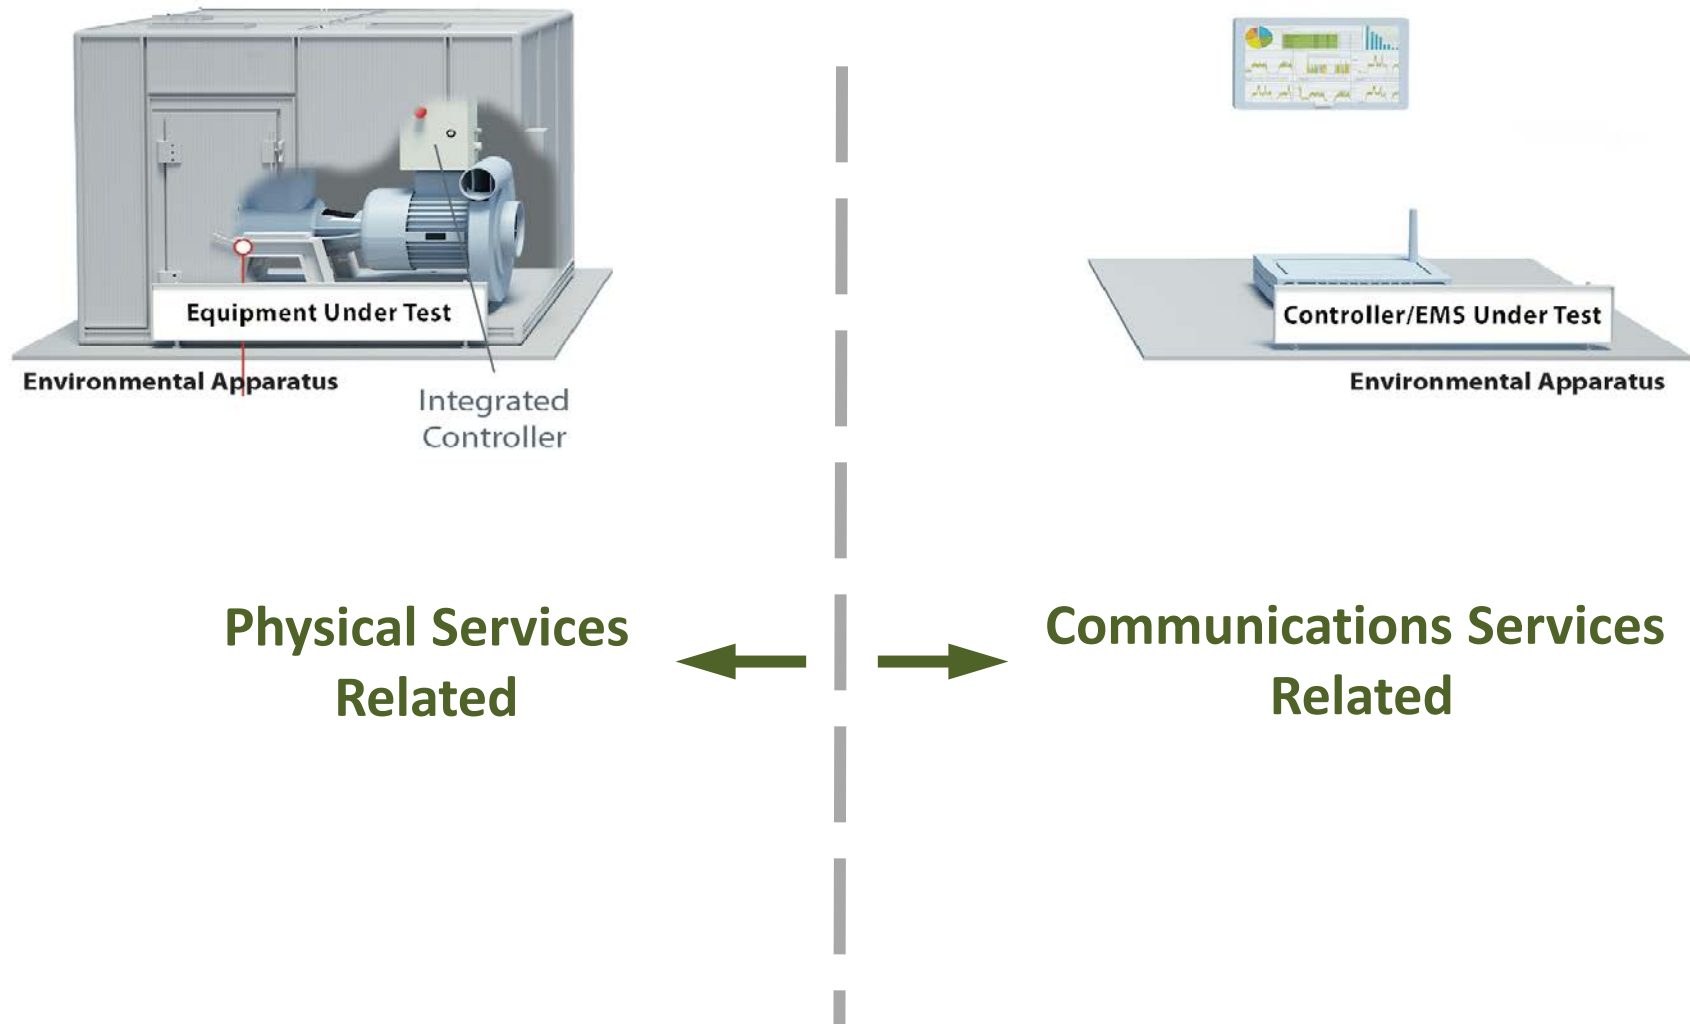 Equipment Under Test
Environmental Apparatus
Integrated
Controller
Controller/EMS Under Test
Environmental Apparatus
Physical Services
Related
Communications Services
Related